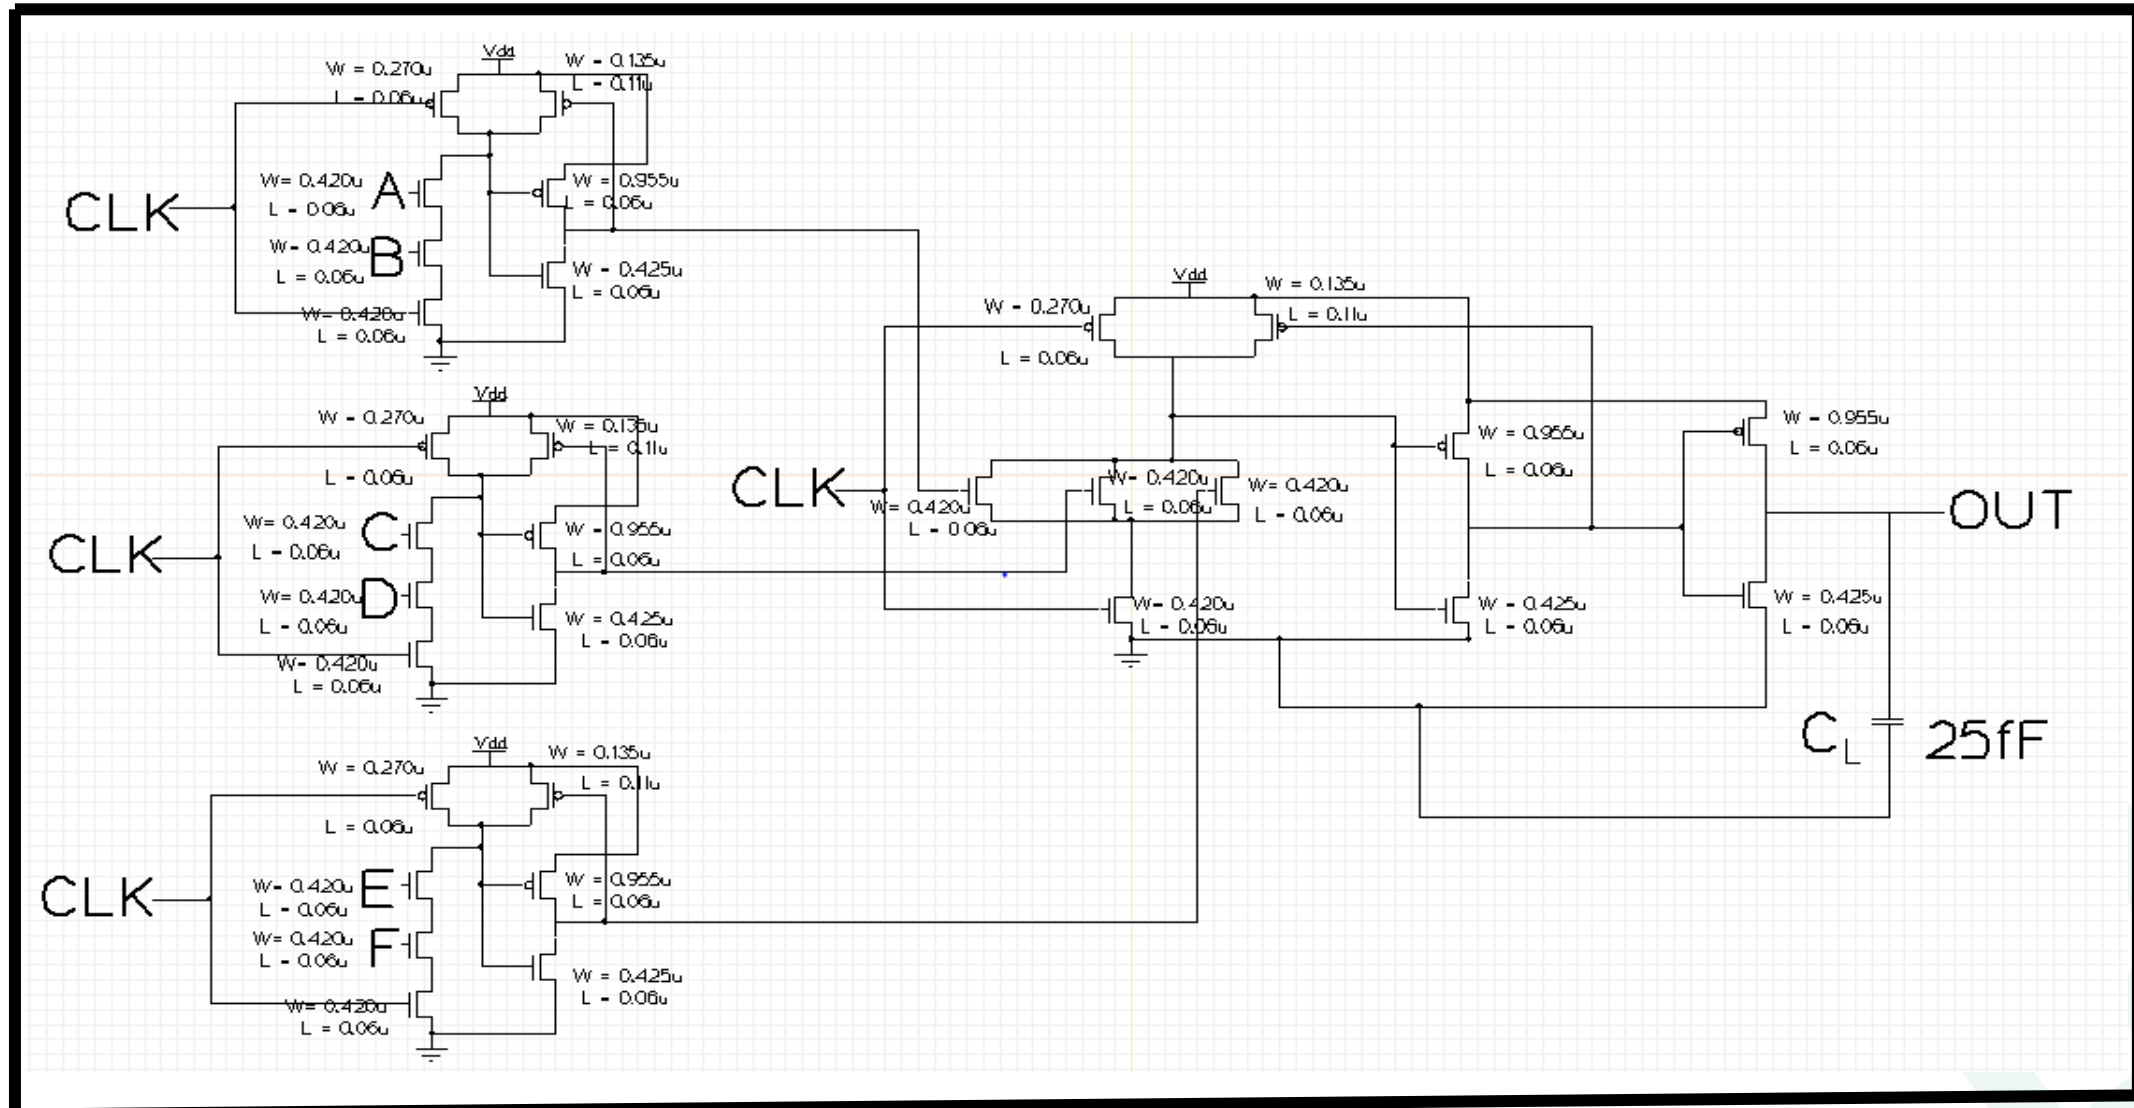 Vdd
W = 0.270u
L - 0.06u
W - 0.135u
L - 0.11u
W= 0.420u
L - 0.06u
A
W = 0.955u
L = 0.06u
CLK
W- 0.420u
L = 0.06u
B
W - 0.425u
L = 0.06u
W- 0.420u
L = 0.06u
Vdd
W - 0.270u
L - 0.06u
W = 0.135u
L = 0.11u
W= 0.420u
L - 0.06u
C
W - 0.955u
L = 0.06u
CLK
W= 0.420u
L - 0.06u
D
W = 0.425u
L - 0.06u
W- 0.420u
L = 0.06u
Vdd
W = 0.270u
L = 0.06u
W = 0.135u
L = 0.11u
W- 0.420u
L - 0.06u
E
W = 0.955u
L = 0.06u
CLK
W= 0.420u
L - 0.06u
F
W = 0.425u
L - 0.06u
W= 0.420u
L = 0.06u
Vdd
W - 0.270u
L = 0.06u
W = 0.135u
L = 0.11u
CLK
W= 0.420u
L - 0.06u
W- 0.420u
L = 0.06u
W= 0.420u
L - 0.06u
W- 0.420u
L - 0.06u
W = 0.955u
L = 0.06u
W - 0.425u
L - 0.06u
W - 0.955u
L = 0.06u
W = 0.425u
L - 0.06u
OUT
CL 25fF